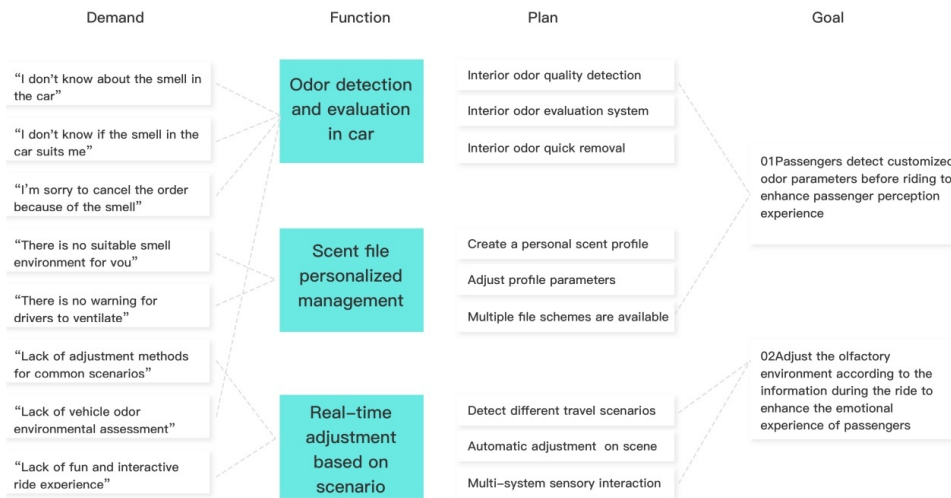 Demand
Function
Plan
Goal
“I don't know about the smell in
the car”
“I don't know if the smell in the
car suits me”
“I'm sorry to cancel the order
because of the smell”
“There is no suitable smell
environment for you”
“There is no warning for
drivers to ventilate”
“Lack of adjustment methods
for common scenarios”
“Lack of vehicle odor
environmental assessment”
“Lack of fun and interactive
ride experience”
Odor detection
and evaluation
in car
Scent file
personalized
management
Real-time
adjustment
based on
scenario
Interior odor quality detection
Interior odor evaluation system
Interior odor quick removal
Create a personal scent profile
Adjust profile parameters
Multiple file schemes are available
Detect different travel scenarios
Automatic adjustment on scene
Multi-system sensory interaction
01Passengers detect customized
odor parameters before riding to
enhance passenger perception
experience
02Adjust the olfactory
environment according to the
information during the ride to
enhance the emotional
experience of passengers